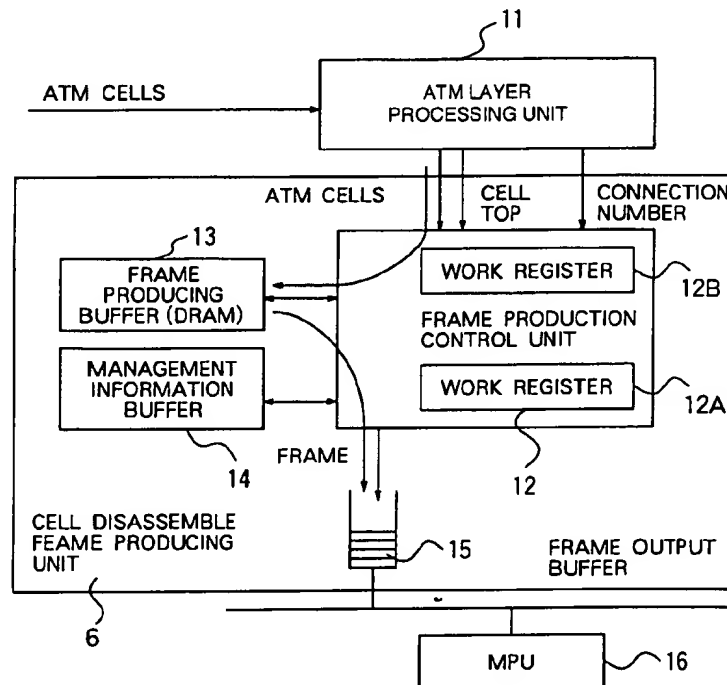 11
ATM CELLS
ATM LAYER
PROCESSING UNIT
ATM CELLS
CELL
TOP
CONNECTION
NUMBER
13
FRAME
PRODUCING
BUFFER (DRAM)
WORK REGISTER
12B
FRAME PRODUCTION
CONTROL UNIT
MANAGEMENT
INFORMATION
BUFFER
WORK REGISTER
12A
14
FRAME
12
CELL DISASSEMBLE
FEAME PRODUCING
UNIT
15
FRAME OUTPUT
BUFFER
6
MPU
16